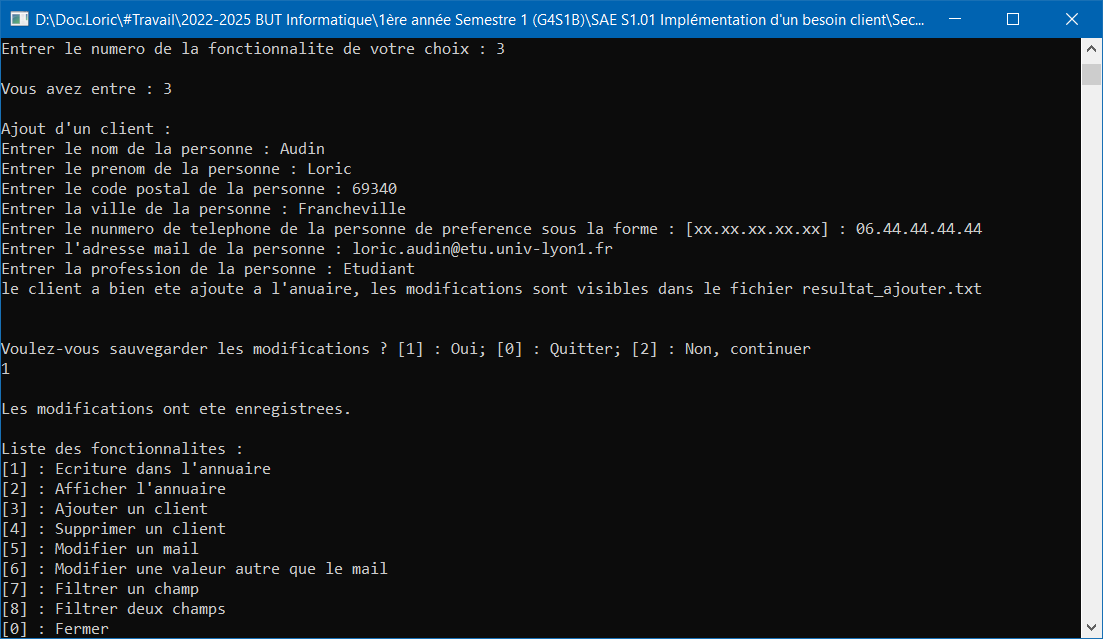 D:\Doc.Loric\#Travail\2022-2025 BUT Informatique\1ère année Semestre 1 (G4S1B)\SAE S1.01 Implémentation d'un besoin client\Sec...
Entrer le numero de la fonctionnalite de votre choix : 3
Vous avez entre : 3
Ajout d'un client :
Entrer le nom de la personne : Audin
Entrer le prenom de la personne : Loric
Entrer le code postal de la personne : 69340
Entrer la ville de la personne : Francheville
Entrer le nunmero de telephone de la personne de preference sous la forme : [xx.xx.xx.xx.xx] : 06.44.44.44.44
Entrer l'adresse mail de la personne : loric.audin@etu.univ-lyon1.fr
Entrer la profession de la personne : Etudiant
le client a bien ete ajoute a l'anuaire, les modifications sont visibles dans le fichier resultat_ajouter.txt
Voulez-vous sauvegarder les modifications ? [1] : Oui; [0] : Quitter; [2] : Non, continuer
1
Les modifications ont ete enregistrees.
Liste des fonctionnalites :
[1] : Ecriture dans l'annuaire
[2] : Afficher l'annuaire
[3] : Ajouter un client
[4] : Supprimer un client
[5] : Modifier un mail
[6] : Modifier une valeur autre que le mail
[7] : Filtrer un champ
[8] : Filtrer deux champs
[0] : Fermer